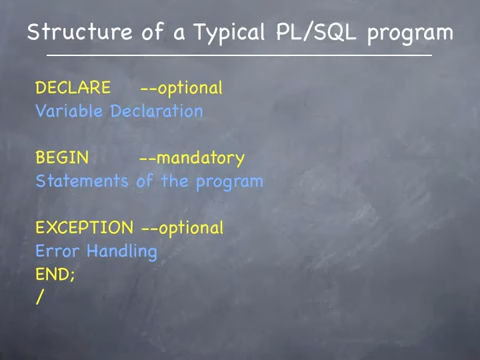 Structure of a Typical PL/SQL program
DECLARE --optional
Variable Declaration
BEGIN --mandatory
Statements of the program
EXCEPTION --optional
Error Handling
END;
/